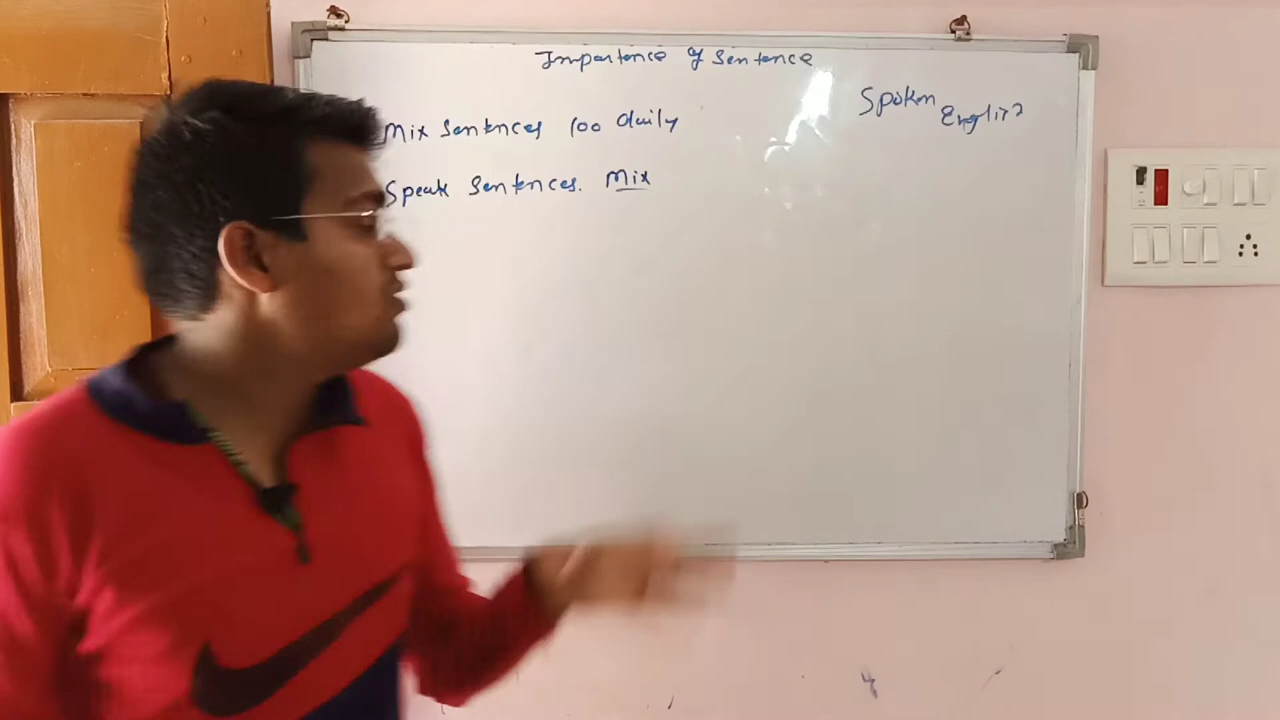 Importance of Sentence
Spoken
English
Mix Sentences 100 daily
Speak Sentences. Mix